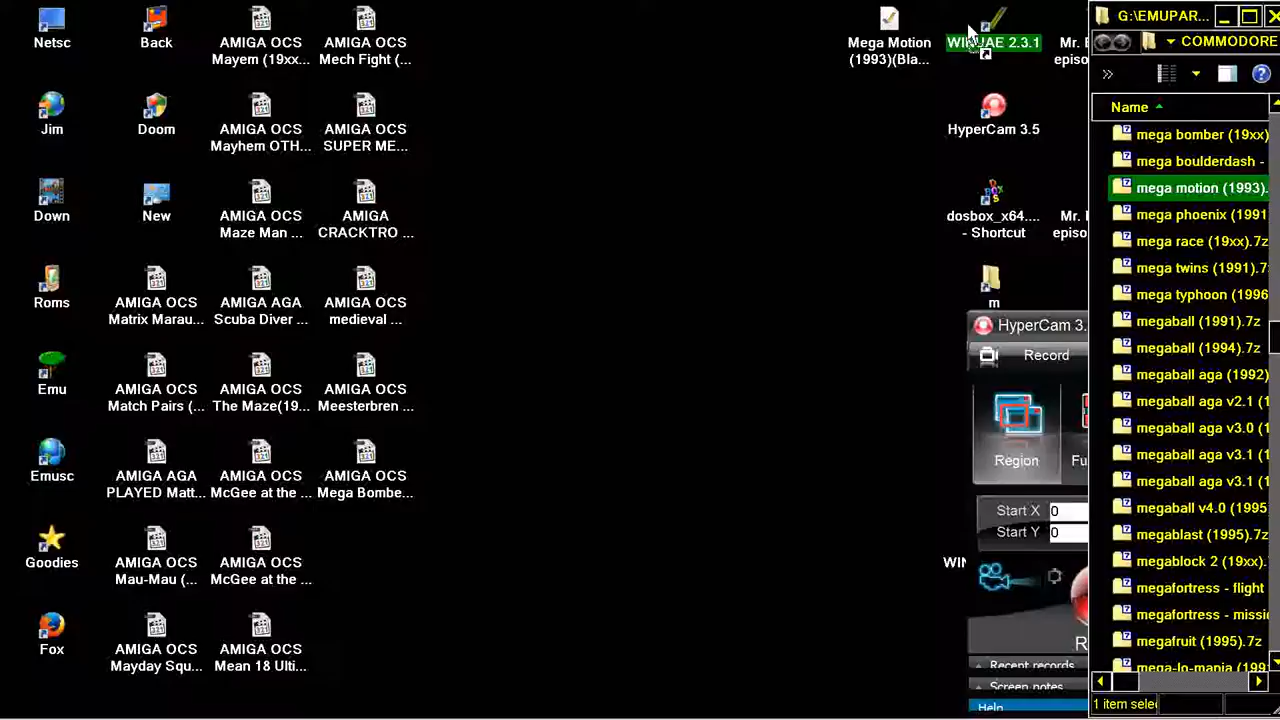 Netsc
Back
AMIGA OCS
Mayem (19xx...
AMIGA OCS
Mech Fight (...
Mega Motion
(1993)(Bla...
WINUAE 2.3.1
Jim
Doom
AMIGA OCS
Mayhem OTH...
AMIGA OCS
SUPER ME...
HyperCam 3.5
Down
New
AMIGA OCS
Maze Man ...
AMIGA
CRACKTRO ...
dosbox_x64....
- Shortcut
Roms
AMIGA OCS
Matrix Marau...
AMIGA AGA
Scuba Diver ...
AMIGA OCS
medieval ...
m
Emu
AMIGA OCS
Match Pairs (...
AMIGA OCS
The Maze(19...
AMIGA OCS
Meesterbren ...
Emusc
AMIGA AGA
PLAYED Matt...
AMIGA OCS
McGee at the ...
AMIGA OCS
Mega Bombe...
Goodies
AMIGA OCS
Mau-Mau (...
AMIGA OCS
McGee at the ...
Fox
AMIGA OCS
Mayday Squ...
AMIGA OCS
Mean 18 Ulti...
Mr.
episo
Mr.
episo
WIN
HyperCam 3.
Record
Region
Fu
Start X 0
Start Y 0
R
Recent records
Screen notes
Help
G:\EMUPAR...
COMMODORE
Name
mega bomber (19xx)
mega boulderdash -
mega motion (1993).
mega phoenix (1991
mega race (19xx).7z
mega twins (1991).7
mega typhoon (1996
megaball (1991).7z
megaball (1994).7z
megaball aga (1992)
megaball aga v2.1 (1
megaball aga v3.0 (1
megaball aga v3.1 (1
megaball aga v3.1 (1
megaball v4.0 (1995
megablast (1995).7z
megablock 2 (19xx).
megafortress - flight
megafortress - missi
megafruit (1995).7z
mega-lo-mania (199
1 item selec